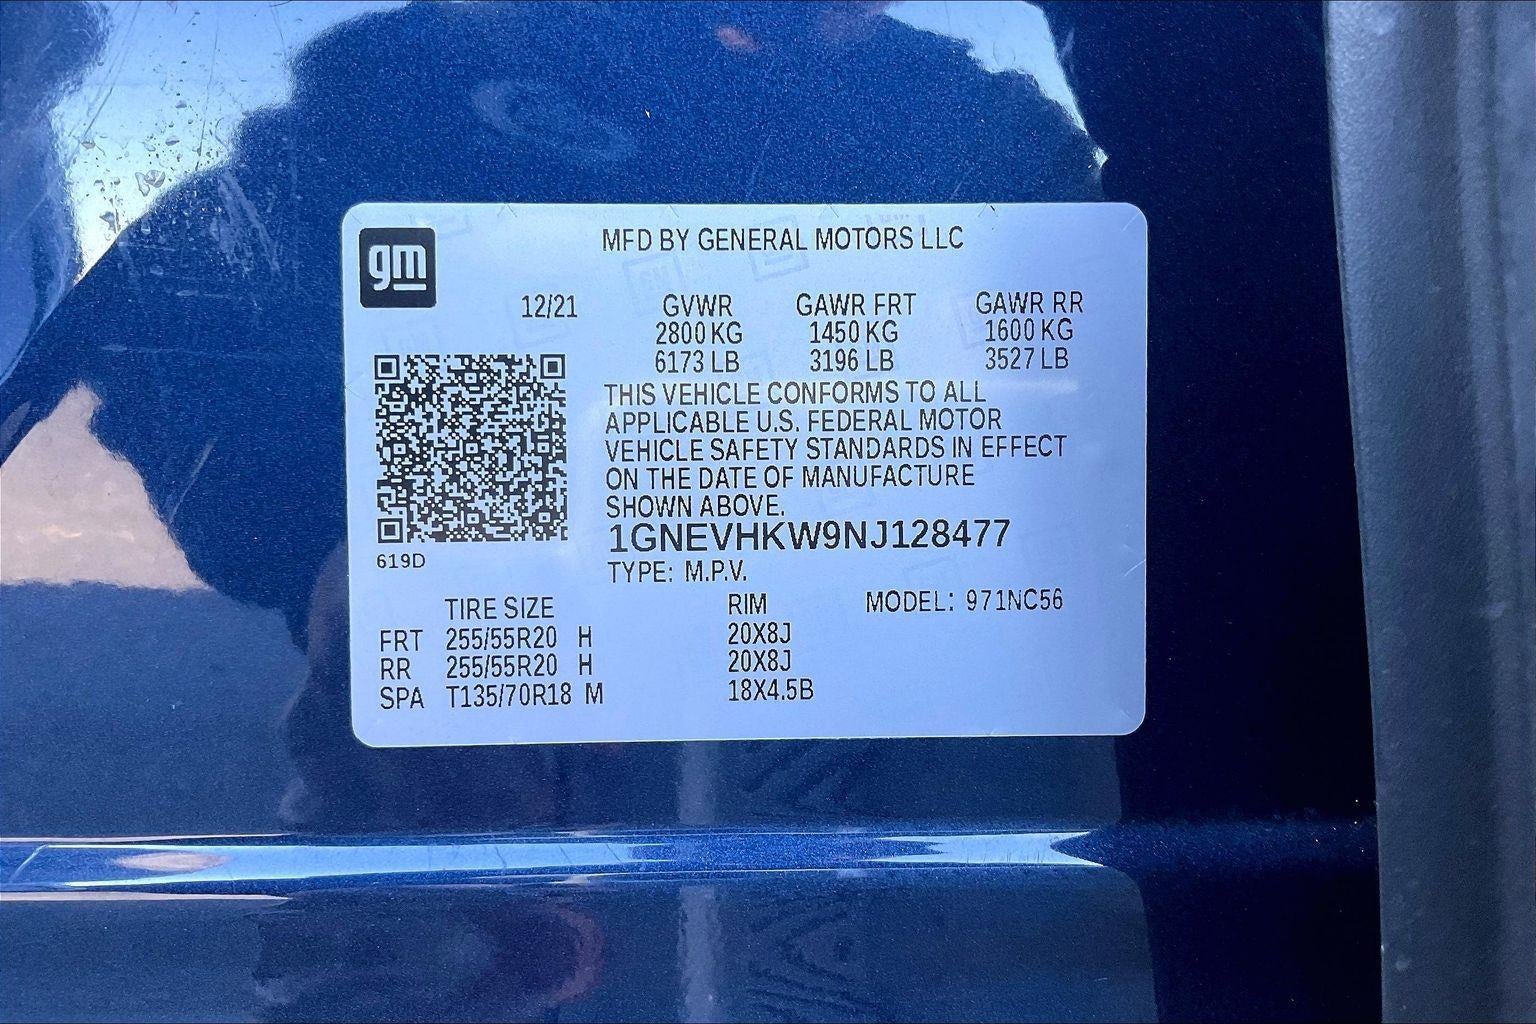 gm
MFD BY GENERAL MOTORS LLC
12/21 GVWR GAWR FRT GAWR RR
2800 KG 1450 KG 1600 KG
6173 LB 3196 LB 3527 LB
THIS VEHICLE CONFORMS TO ALL
APPLICABLE U.S. FEDERAL MOTOR
VEHICLE SAFETY STANDARDS IN EFFECT
ON THE DATE OF MANUFACTURE
SHOWN ABOVE.
1GNEVHKW9NJ128477
619D
TYPE: M.P.V.
TIRE SIZE RIM MODEL: 971NC56
FRT 255/55R20 H 20X8J
RR 255/55R20 H 20X8J
SPA T135/70R18 M 18X4.5B